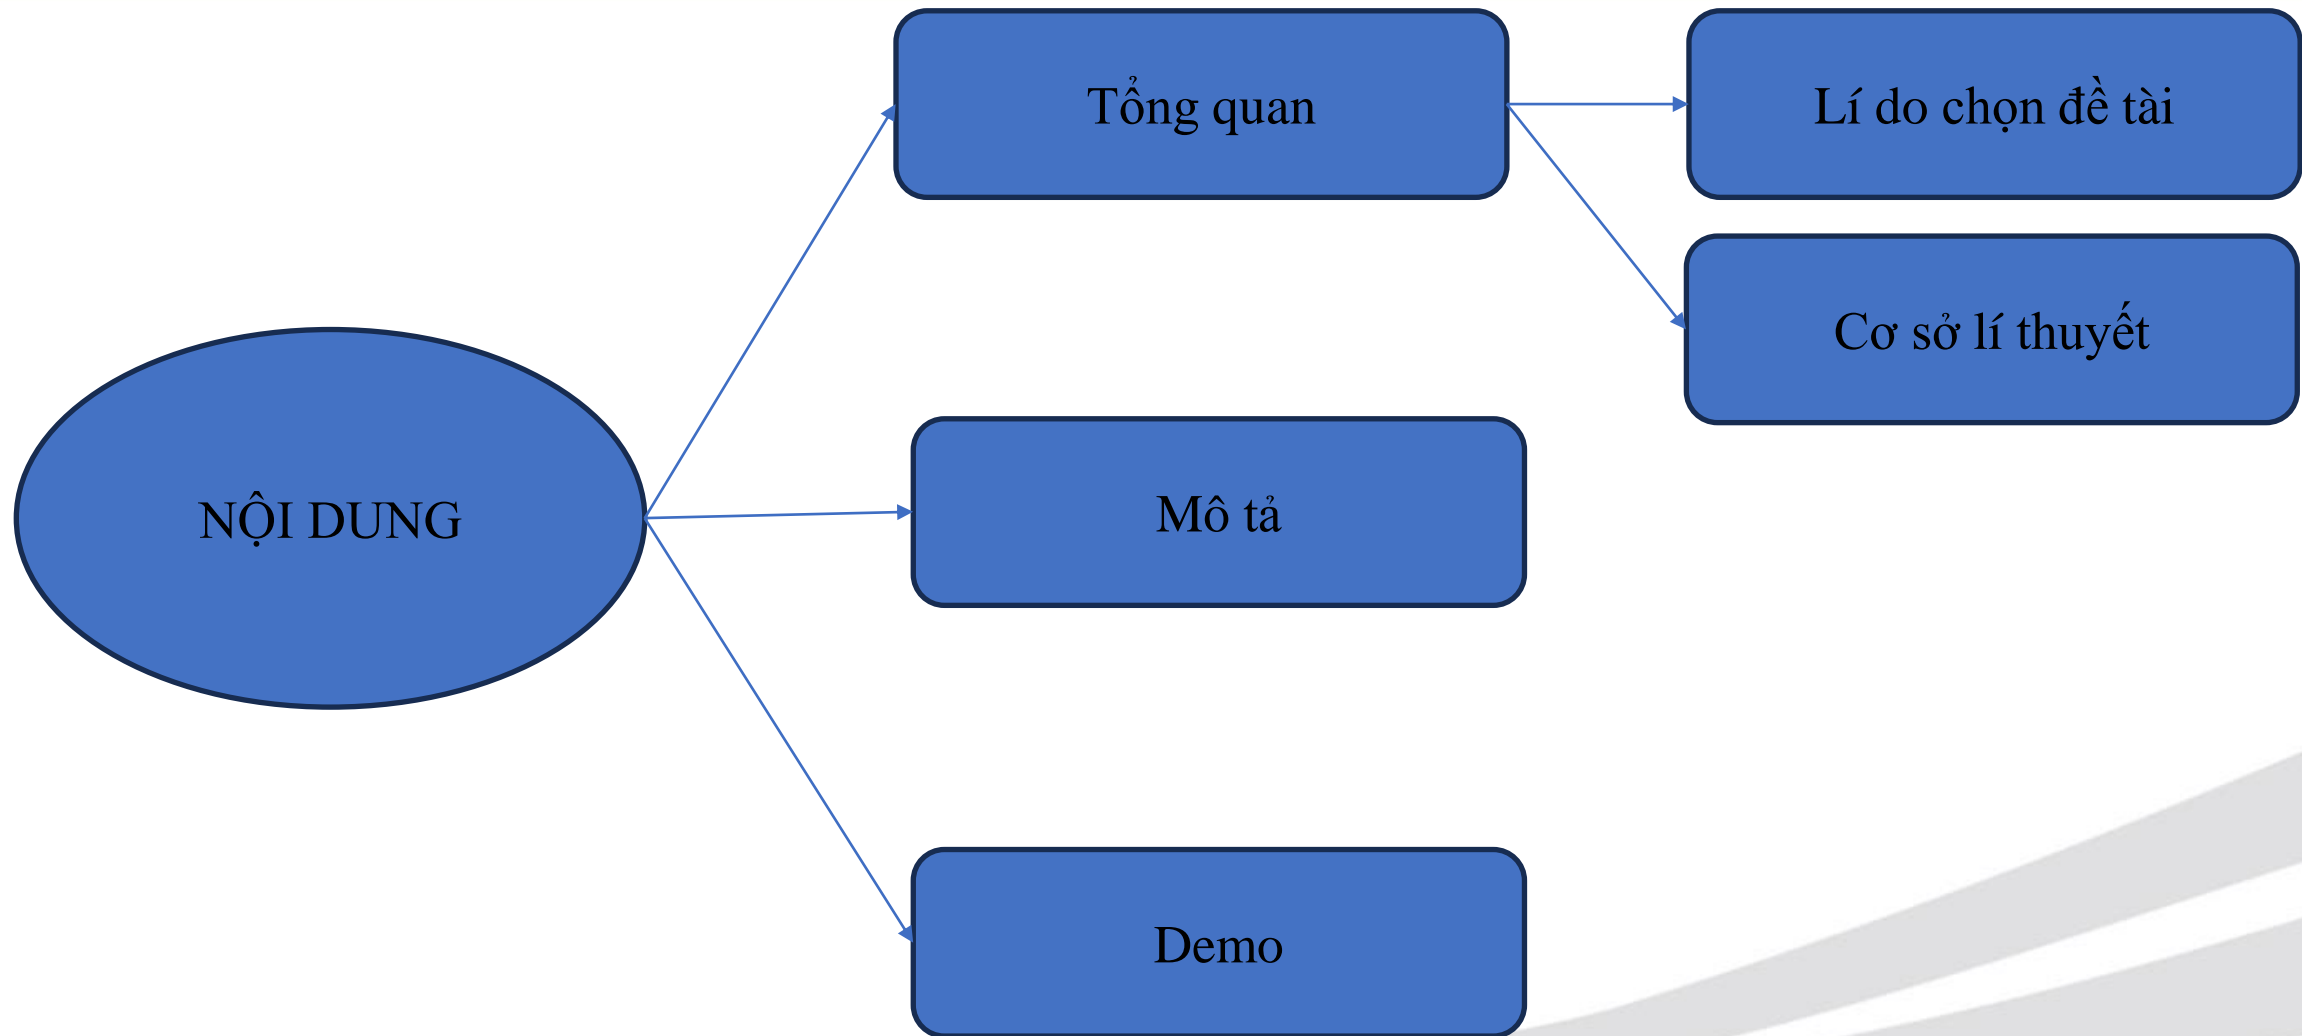 NỘI DUNG
Tổng quan
Lí do chọn đề tài
Cơ sở lí thuyết
Mô tả
Demo